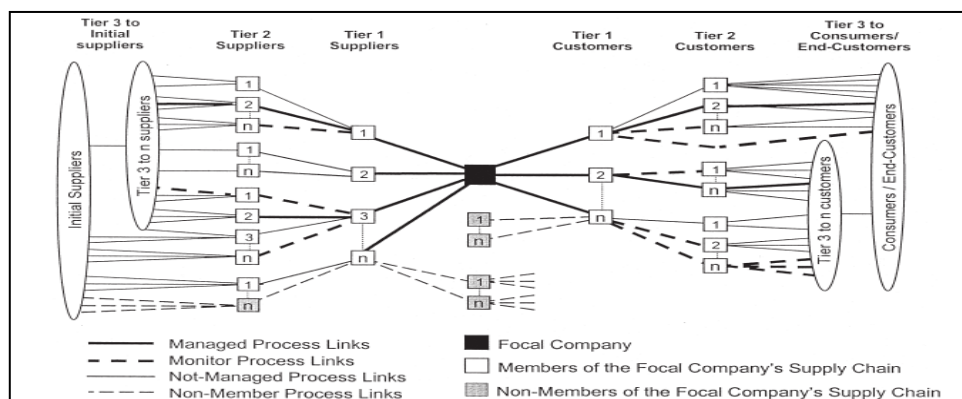 Tier 3 to Initial suppliers
Tier 2 Suppliers
Tier 1 Suppliers
Tier 1 Customers
Tier 2 Customers
Tier 3 to Consumers/ End-Customers
Initial Suppliers
Tier 3 to n suppliers
1
2
n
1
n
1
2
3
n
1
n
1
2
3
n
1
n
1
n
1
2
n
1
2
n
1
n
1
2
n
Tier 3 to n customers
Consumers / End-Customers
Managed Process Links
Monitor Process Links
Not-Managed Process Links
Non-Member Process Links
Focal Company
Members of the Focal Company's Supply Chain
Non-Members of the Focal Company's Supply Chain